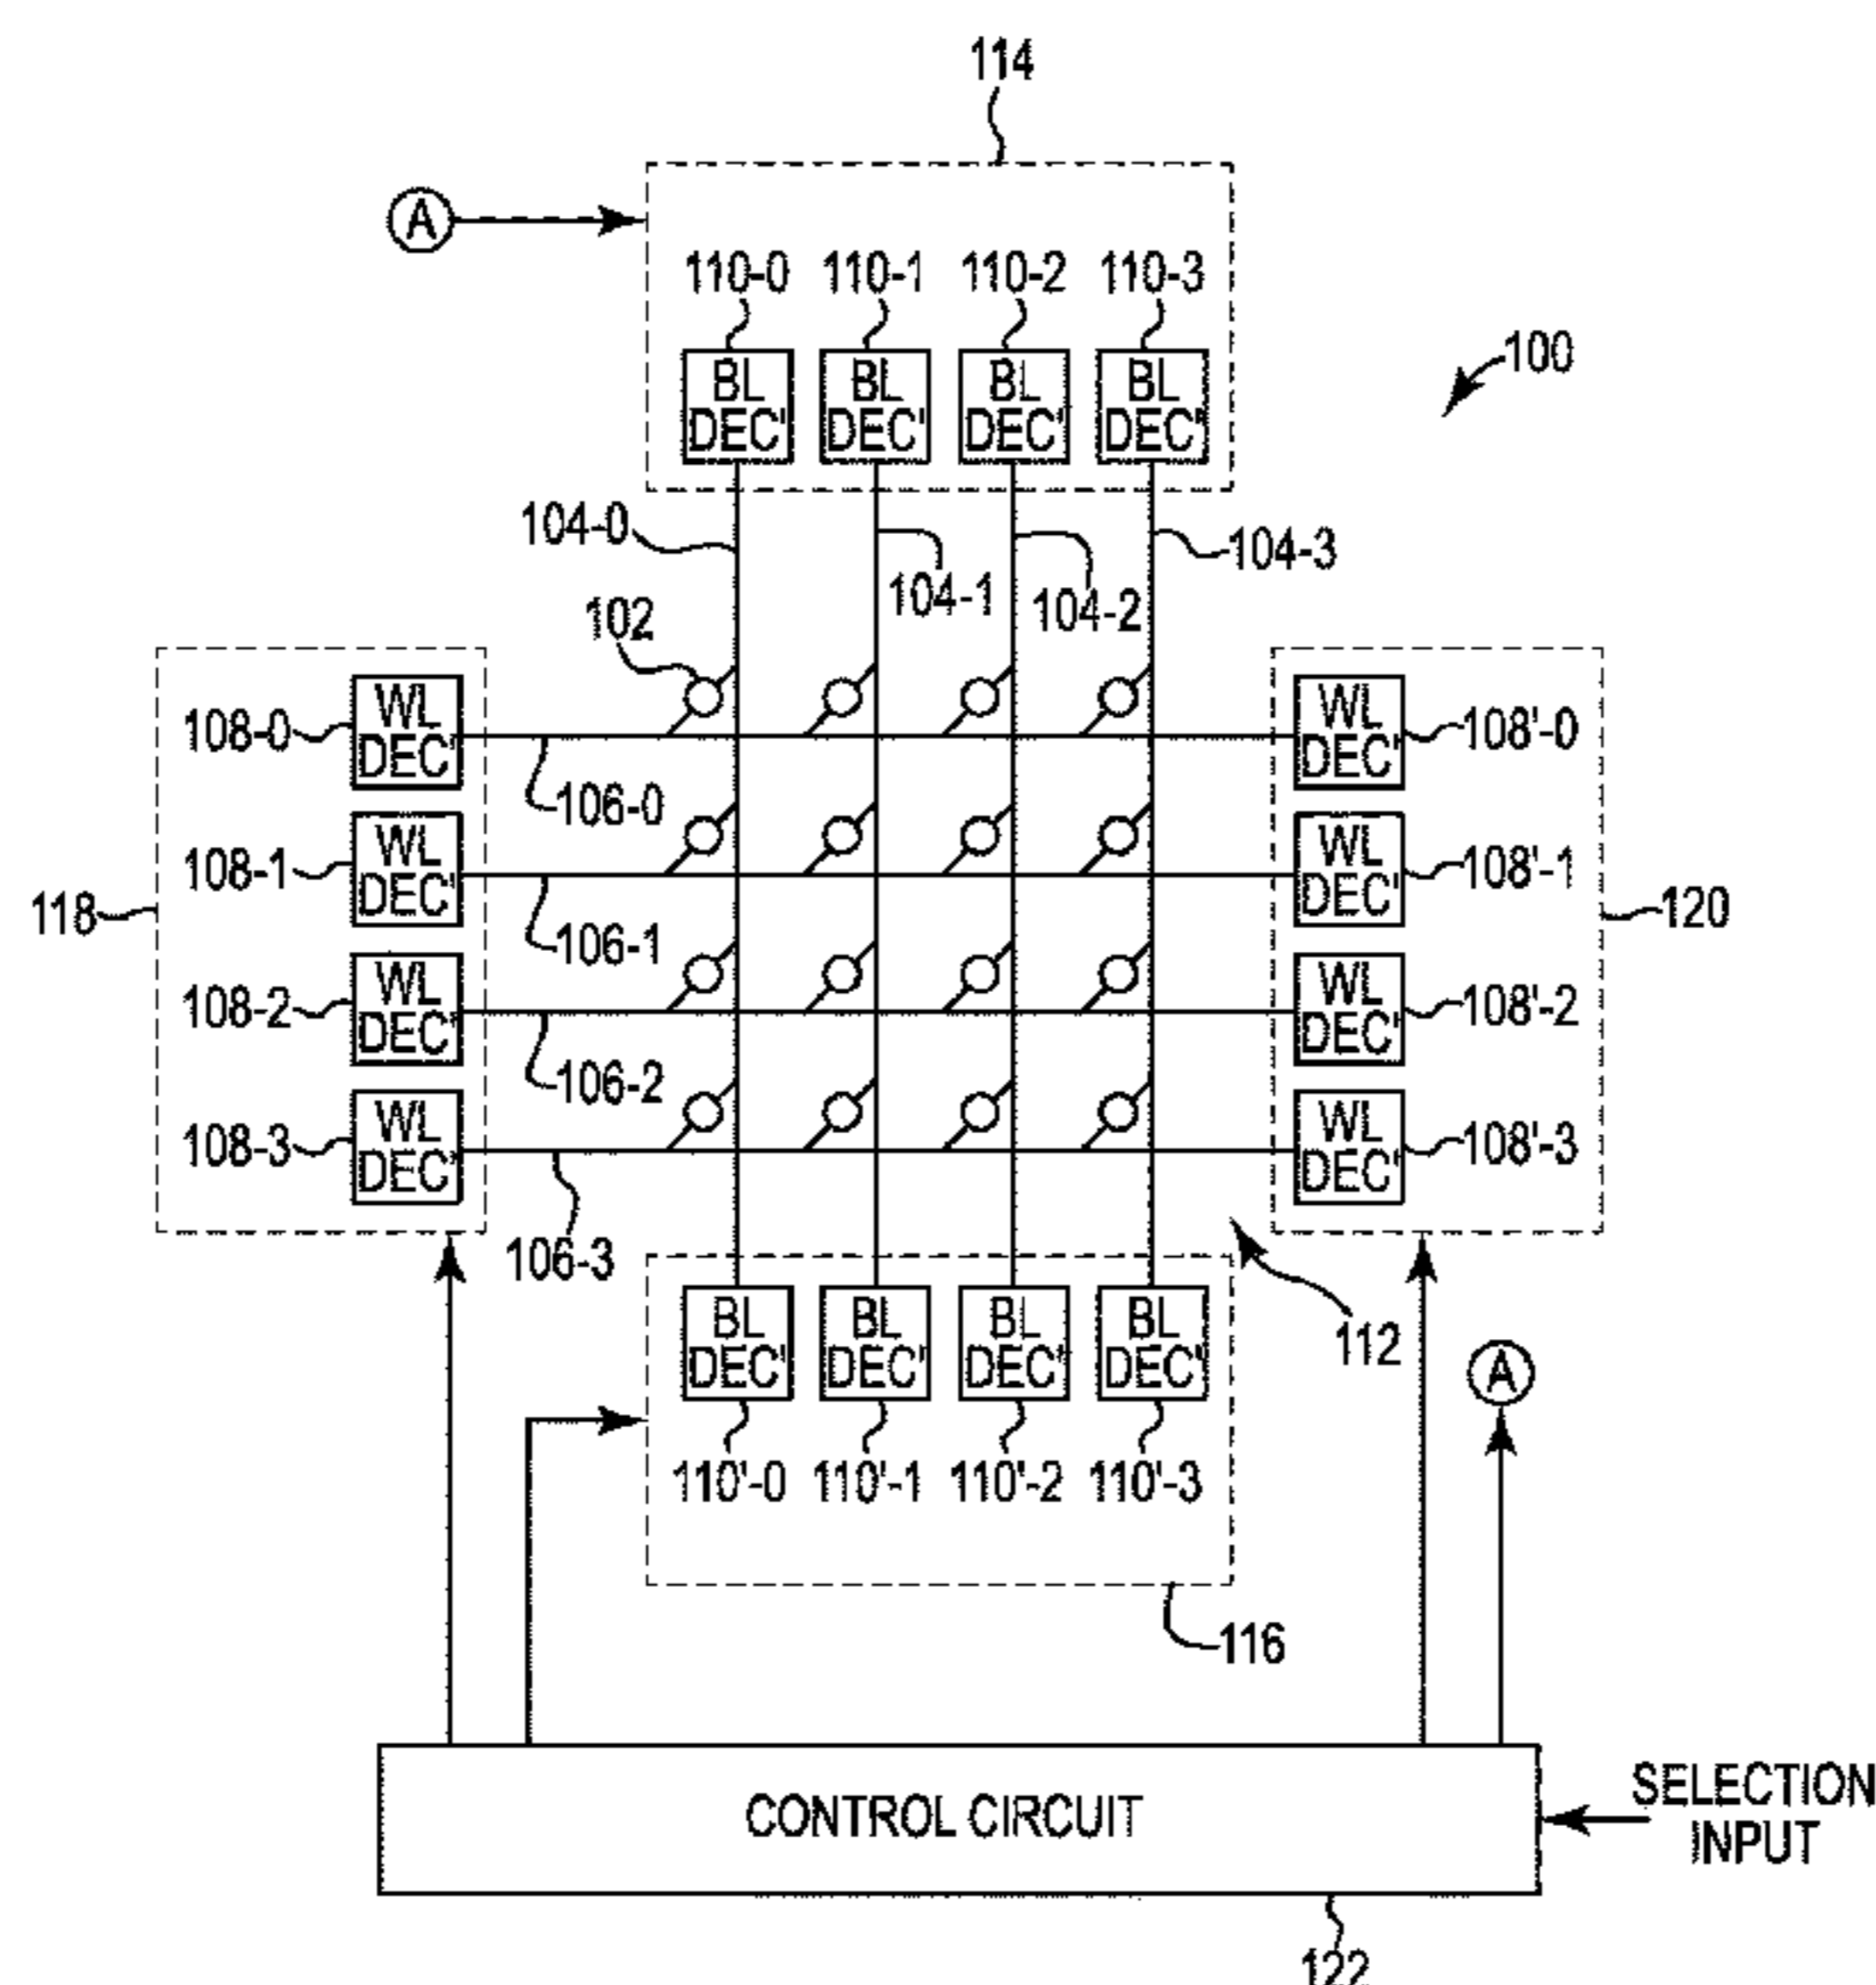 114
A
110-0 110-1 110-2 110-3
100
BL DEC' BL DEC' BL DEC' BL DEC'
104-0
104-1
104-2
104-3
102
108-0
WL DEC'
106-0
WL DEC'
108'-0
108-1
WL DEC'
106-1
WL DEC'
108'-1
118
120
108-2
WL DEC'
106-2
WL DEC'
108'-2
108-3
WL DEC'
106-3
WL DEC'
108'-3
BL DEC' BL DEC' BL DEC' BL DEC'
112
A
110'-0 110'-1 110'-2 110'-3
116
CONTROL CIRCUIT
SELECTION
INPUT
122